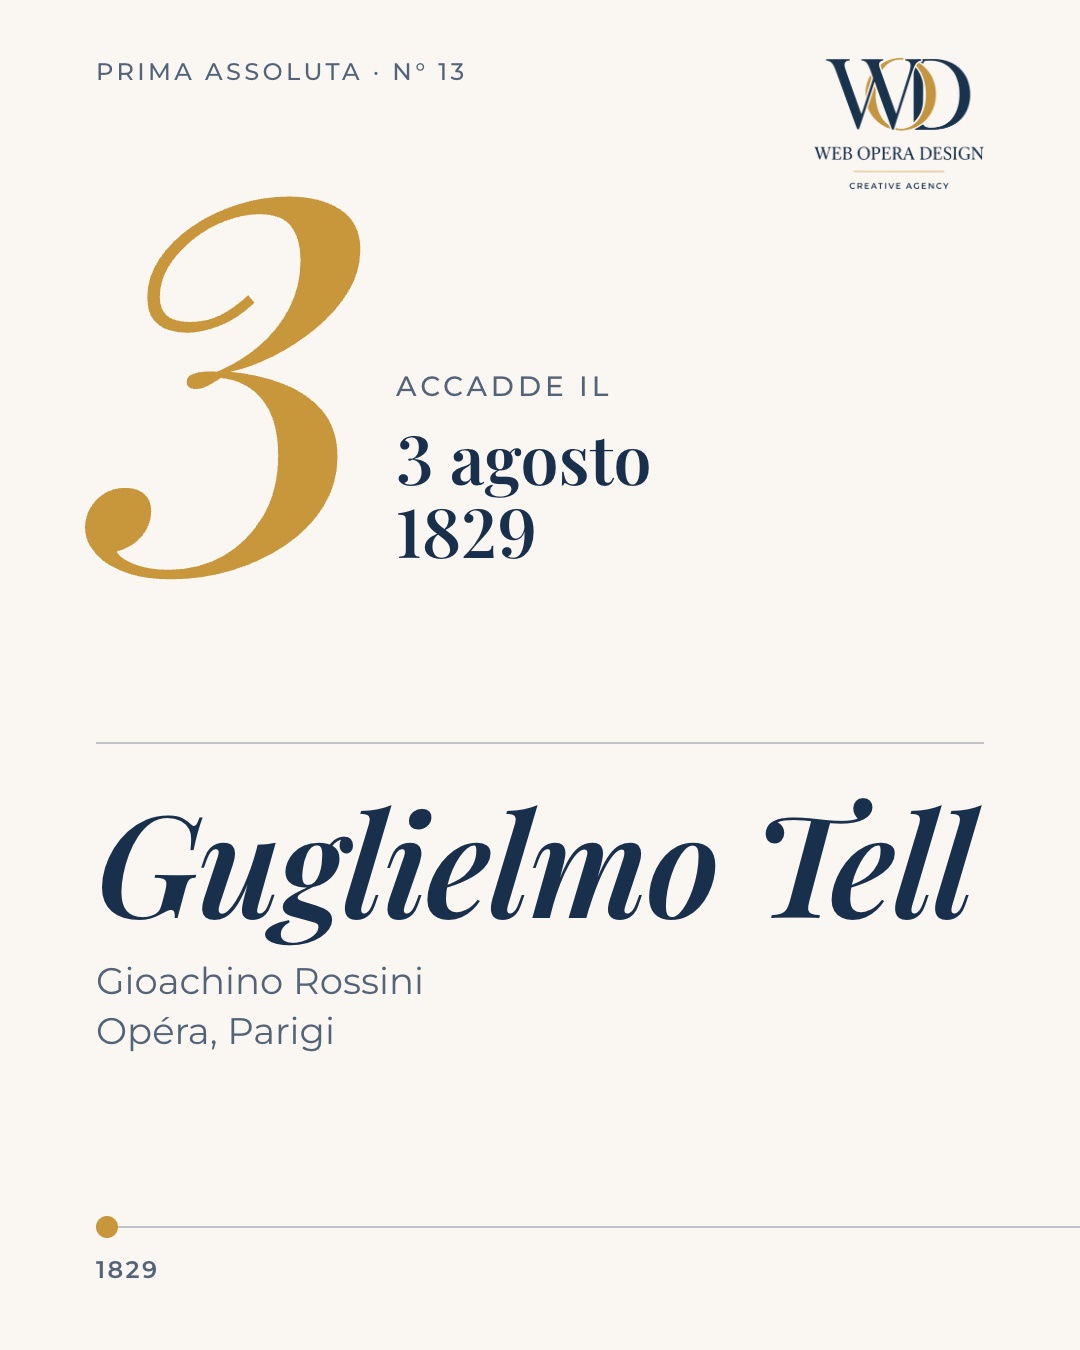 PRIMA ASSOLUTA · N° 13
WOD
WEB OPERA DESIGN
CREATIVE AGENCY
3
ACCADDE IL
3 agosto
1829
Guglielmo Tell
Gioachino Rossini
Opéra, Parigi
1829